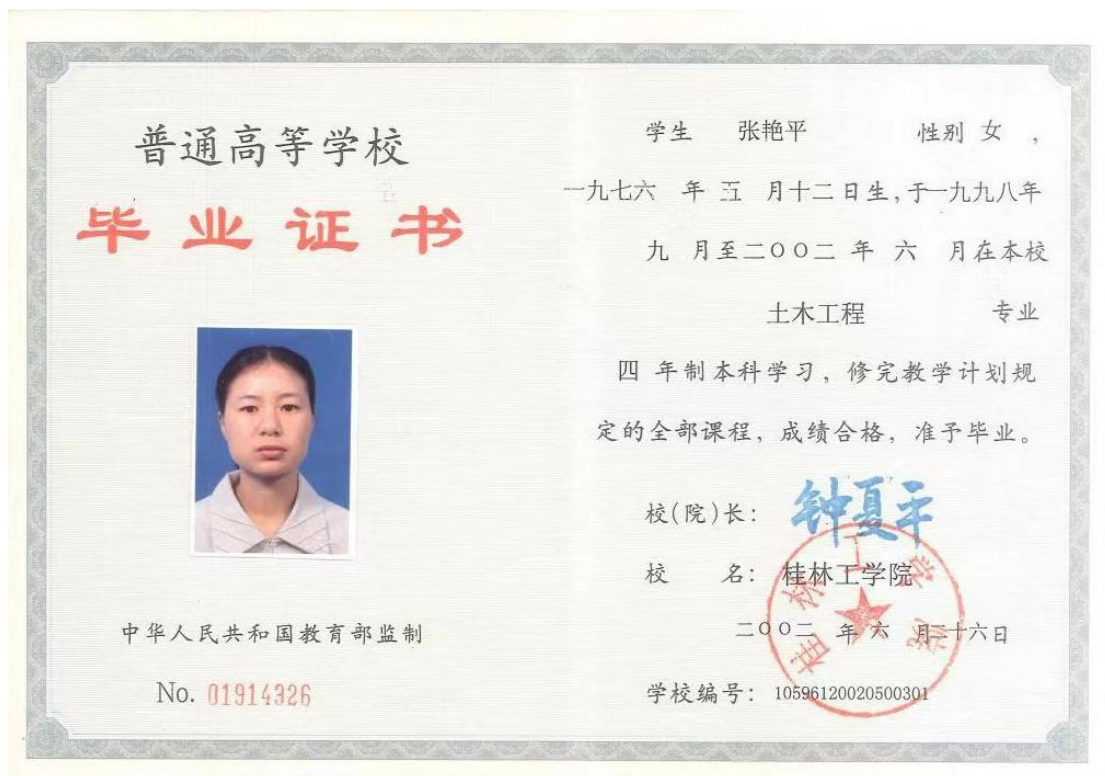 普通高等学校
毕业证书
中华人民共和国教育部监制
No. 01914326
学生 张艳平 性别 女 ,
一九七六 年 五 月十二日生,于一九九八年
九 月至二〇〇二 年 六 月在本校
土木工程 专业
四 年制本科学习,修完教学计划规
定的全部课程,成绩合格,准予毕业。
校(院)长: 钟夏平
校 名: 桂林工学院
二〇〇二 年 六 月二十六日
学校编号: 10596120020500301
桂林工学院